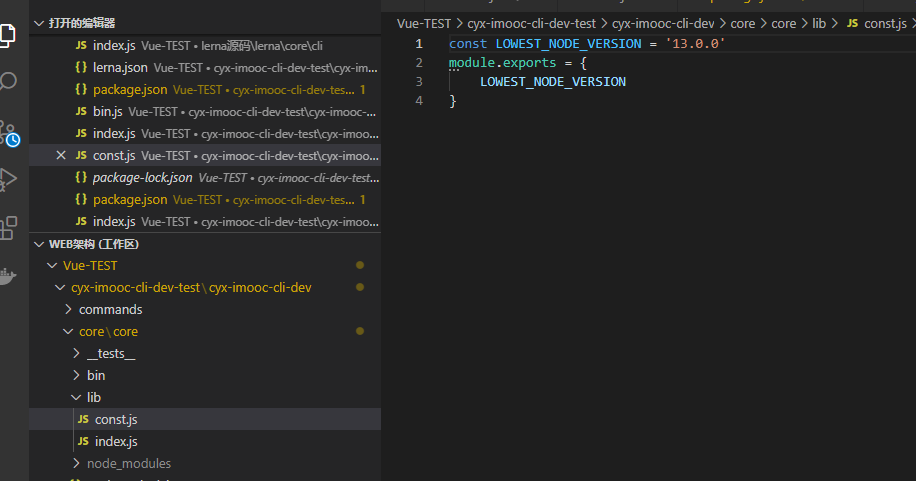 打开的编辑器
JS index.js Vue-TEST • lerna源码\lerna\core\cli
{} lerna.json Vue-TEST • cyx-imooc-cli-dev-test\cyx-im...
{} package.json Vue-TEST • cyx-imooc-cli-dev-tes... 1
JS bin.js Vue-TEST • cyx-imooc-cli-dev-test\cyx-imooc-...
JS index.js Vue-TEST • cyx-imooc-cli-dev-test\cyx-imoo...
JS const.js Vue-TEST • cyx-imooc-cli-dev-test\cyx-imoo...
{} package-lock.json Vue-TEST • cyx-imooc-cli-dev-test...
{} package.json Vue-TEST • cyx-imooc-cli-dev-tes... 1
JS index.js Vue-TEST • cyx-imooc-cli-dev-test\cyx-imoo...
WEB架构 (工作区)
Vue-TEST
cyx-imooc-cli-dev-test\cyx-imooc-cli-dev
commands
core\core
__tests__
bin
lib
JS const.js
JS index.js
node_modules
Vue-TEST > cyx-imooc-cli-dev-test > cyx-imooc-cli-dev > core > core > lib > JS const.js >
1 const LOWEST_NODE_VERSION = '13.0.0'
2 module.exports = {
3 LOWEST_NODE_VERSION
4 }